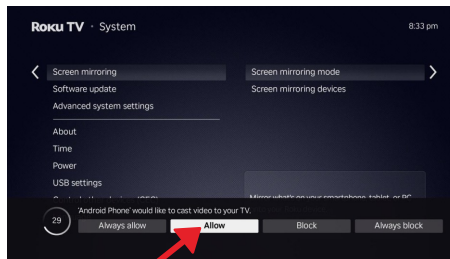 Roku TV • System
8:33 pm
Screen mirroring
Software update
Advanced system settings
About
Time
Power
USB settings
Screen mirroring mode
Screen mirroring devices
Mirror what's on your smartphone, tablet, or PC
'Android Phone' would like to cast video to your TV.
29
Always allow
Allow
Block
Always block